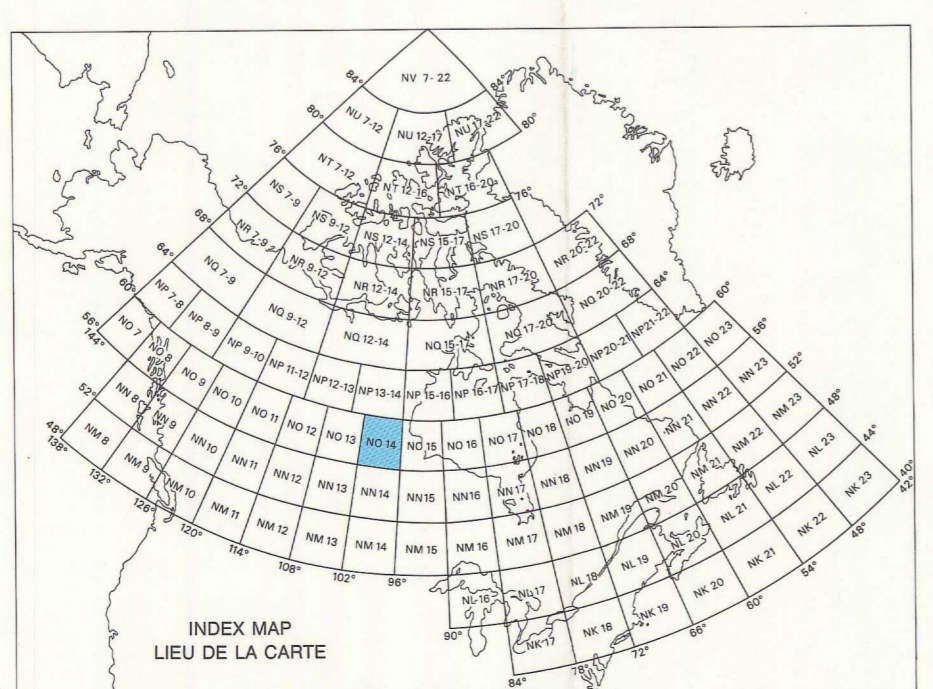 NV 7-22
84° 84°
NU 7-12 NU 12-17 NU 17-22
80° 80°
NT 7-12 NT 12-16 NT 16-20
76° 76°
NS 7-9 NS 9-12 NS 12-14 NS 15-17 NS 17-20
72° 72°
NR 7-9 NR 9-12 NR 12-14 NR 15-17 NR 17-20 NR 20-22
68° 68°
NQ 7-9 NQ 9-12 NQ 12-14 NQ 15-17 NQ 17-20 NQ 20-22
64° 64°
NP 7-8 NP 8-9 NP 9-10 NP 11-12 NP12-13 NP13-14 NP 15-16 NP 16-17 NP 17-18 NP19-20 NP20-21 NP21-22
60° 60°
NO 7 NO 8 NO 9 NO 10 NO 11 NO 12 NO 13 NO 14 NO 15 NO 16 NO 17 NO 18 NO 19 NO 20 NO 21 NO 22 NO 23
56° 56°
144°
NN 8 NN 9 NN 10 NN 11 NN 12 NN 13 NN 14 NN15 NN16 NN 17 NN 18 NN19 NN 20 NN 21 NN 22 NN 23
52° 52°
NM 8 NM 9 NM 10 NM 11 NM 12 NM 13 NM 14 NM 15 NM 16 NM 17 NM 18 NM 19 NM 20 NM 21 NM 22 NM 23
48° 48°
138° 132° 126° 120° 114° 108° 102° 96°
NL 16 NL 17 NL 18 NL 19 NL 20 NL 21 NL 22 NL 23
44°
90°
NK 17 NK 18 NK 19 NK 20 NK 21 NK 22 NK 23
40°
42°
84° 78° 72° 66° 60° 54° 48°
INDEX MAP
LIEU DE LA CARTE